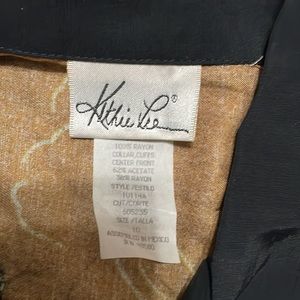 Kathie Lee®
100% RAYON
COLLAR, CUFFS
CENTER FRONT
62% ACETATE
38% RAYON
STYLE/ESTILO
CUT/CORTE
605235
SIZE/TALLA
10
ASSEMBLED IN MEXICO